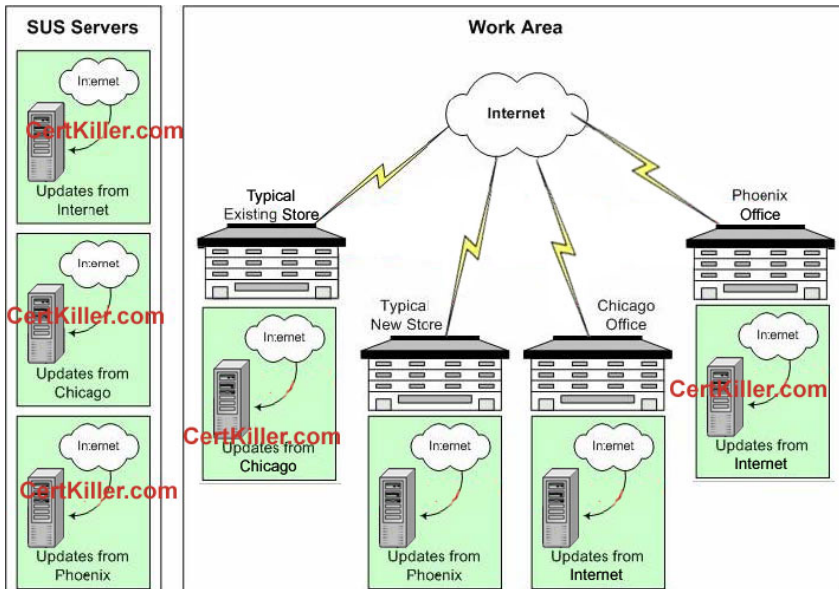 SUS Servers
Internet
CertKiller.com
Updates from
Internet
Internet
CertKiller.com
Updates from
Chicago
Internet
CertKiller.com
Updates from
Phoenix
Work Area
Internet
Typical
Existing Store
Phoenix
Office
Typical
New Store
Chicago
Office
Internet
CertKiller.com
Updates from
Chicago
Internet
Updates from
Phoenix
Internet
Updates from
Internet
Internet
CertKiller.com
Updates from
Internet